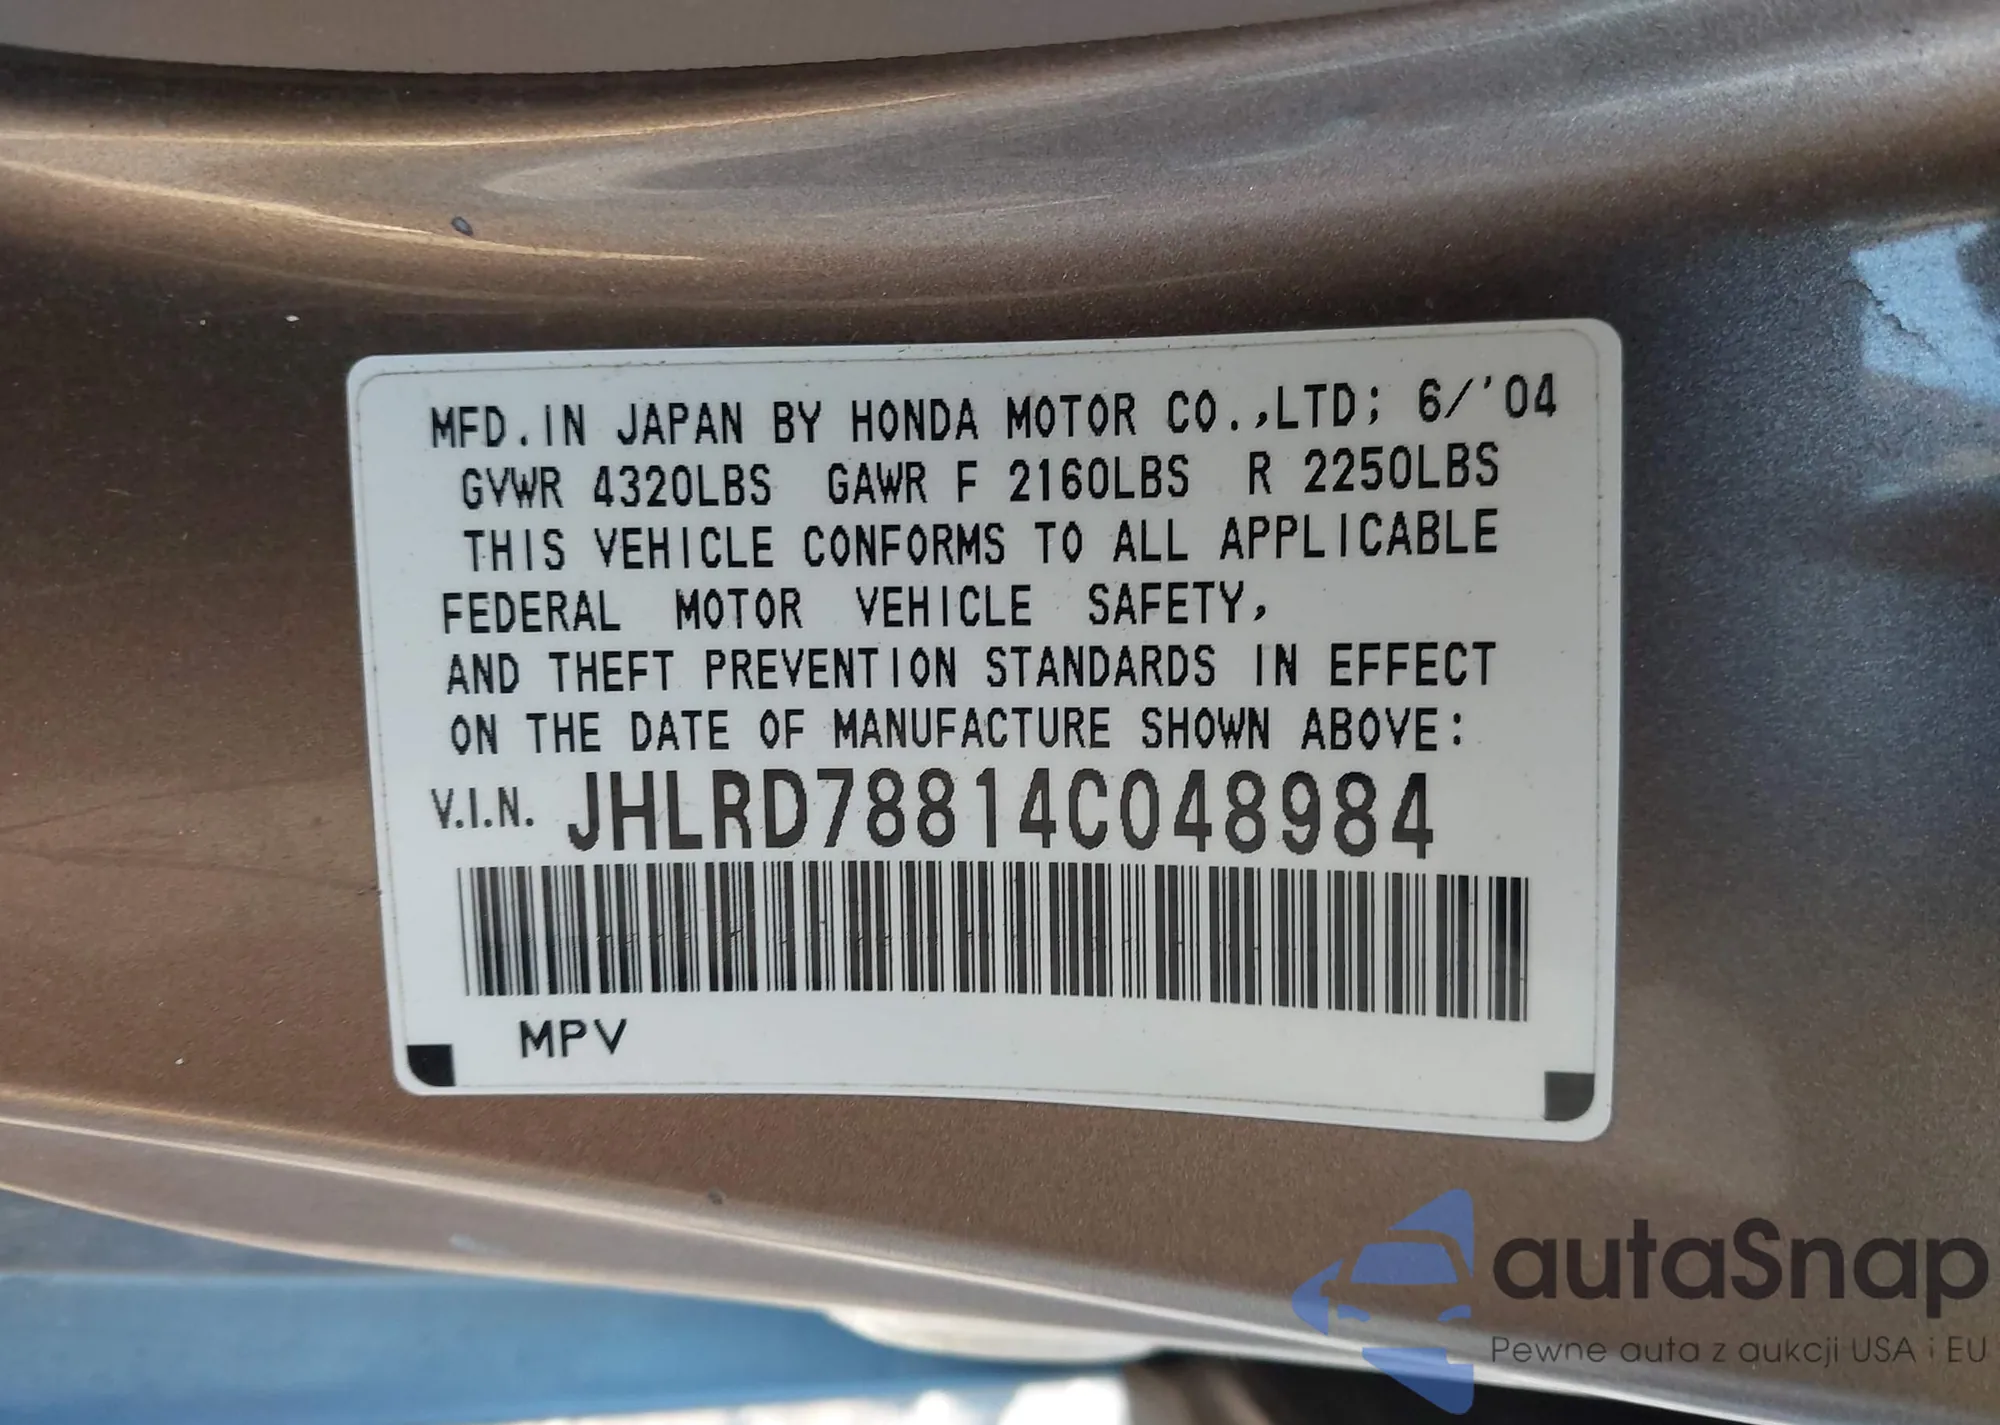 MFD.IN JAPAN BY HONDA MOTOR CO.,LTD; 6/'04
GVWR 4320LBS GAWR F 2160LBS R 2250LBS
THIS VEHICLE CONFORMS TO ALL APPLICABLE
FEDERAL MOTOR VEHICLE SAFETY,
AND THEFT PREVENTION STANDARDS IN EFFECT
ON THE DATE OF MANUFACTURE SHOWN ABOVE:
V.I.N. JHLRD78814C048984
MPV
autaSnap
Pewne auta z aukcji USA i EU